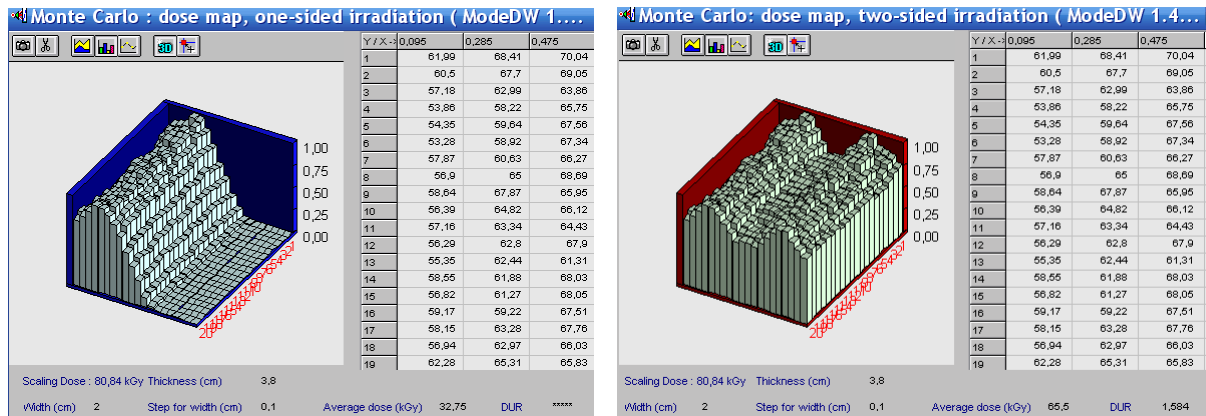 Monte Carlo : dose map, one-sided irradiation ( ModeDW 1....
3D
Y / X -> 0,095 0,285 0,475
1 61,99 68,41 70,04
2 60,5 67,7 69,05
3 57,18 62,99 63,86
4 53,86 58,22 65,75
5 54,35 59,64 67,56
6 53,28 58,92 67,34
7 57,87 60,63 66,27
8 56,9 65 68,69
9 58,64 67,87 65,95
10 56,39 64,82 66,12
11 57,16 63,34 64,43
12 56,29 62,8 67,9
13 55,35 62,44 61,31
14 58,55 61,88 68,03
15 56,82 61,27 68,05
16 59,17 59,22 67,51
17 58,15 63,28 67,76
18 56,94 62,97 66,03
19 62,28 65,31 65,83
1,00
0,75
0,50
0,25
0,00
Scaling Dose : 80,84 kGy Thickness (cm) 3,8
Width (cm) 2 Step for width (cm) 0,1 Average dose (kGy) 32,75 DUR *****
Monte Carlo: dose map, two-sided irradiation ( ModeDW 1.4...
3D
Y / X -> 0,095 0,285 0,475
1 61,99 68,41 70,04
2 60,5 67,7 69,05
3 57,18 62,99 63,86
4 53,86 58,22 65,75
5 54,35 59,64 67,56
6 53,28 58,92 67,34
7 57,87 60,63 66,27
8 56,9 65 68,69
9 58,64 67,87 65,95
10 56,39 64,82 66,12
11 57,16 63,34 64,43
12 56,29 62,8 67,9
13 55,35 62,44 61,31
14 58,55 61,88 68,03
15 56,82 61,27 68,05
16 59,17 59,22 67,51
17 58,15 63,28 67,76
18 56,94 62,97 66,03
19 62,28 65,31 65,83
1,00
0,75
0,50
0,25
0,00
Scaling Dose : 80,84 kGy Thickness (cm) 3,8
Width (cm) 2 Step for width (cm) 0,1 Average dose (kGy) 65,5 DUR 1,584